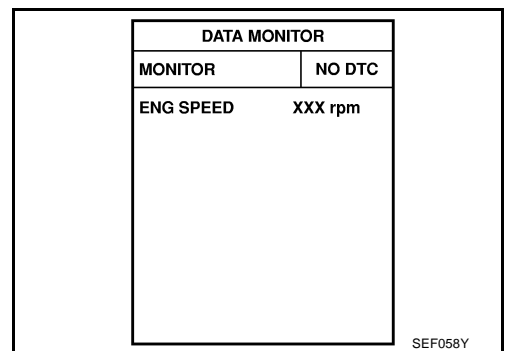 DATA MONITOR
MONITOR NO DTC
ENG SPEED XXX rpm
SEF058Y